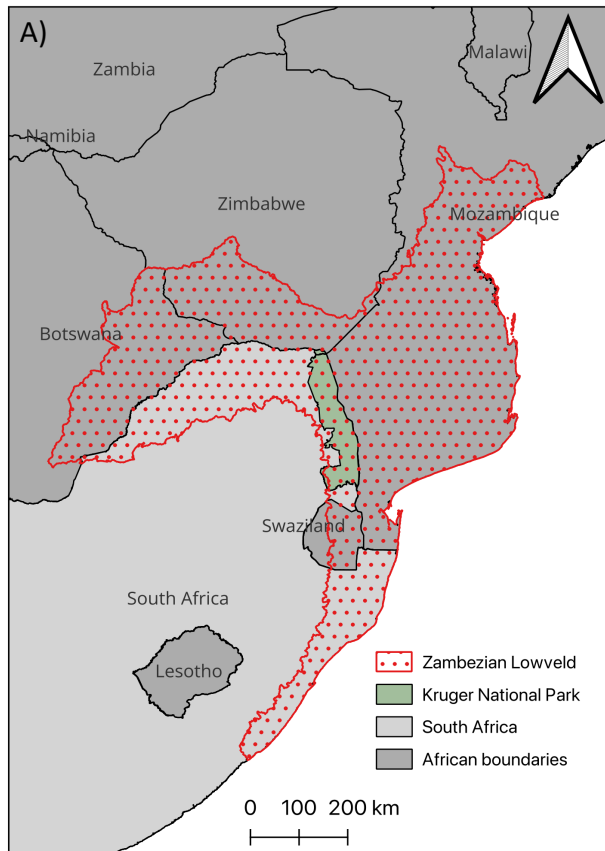 A)
Malawi
Zambia
Namibia
Zimbabwe
Mozambique
Botswana
Swaziland
South Africa
Lesotho
Zambezian Lowveld
Kruger National Park
South Africa
African boundaries
0 100 200 km